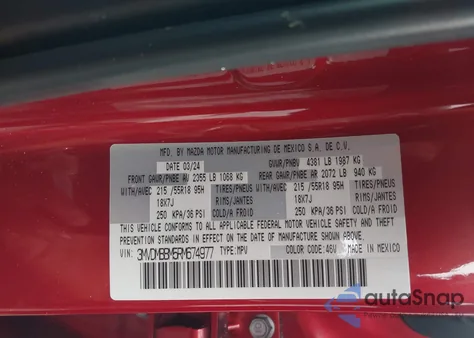 MFD. BY MAZDA MOTOR MANUFACTURING DE MEXICO S.A. DE C.V.
DATE 03/24 GVWR/PNBV 4381 LB 1987 KG
FRONT GAWR/PNBE AV 2355 LB 1068 KG REAR GAWR/PNBE AR 2072 LB 940 KG
WITH/AVEC 215 /55R18 95H TIRES/PNEUS WITH/AVEC 215 /55R18 95H TIRES/PNEUS
18X7J RIMS/JANTES 18X7J RIMS/JANTES
250 KPA/36 PSI COLD/A FROID 250 KPA/36 PSI COLD/A FROID
THIS VEHICLE CONFORMS TO ALL APPLICABLE FEDERAL MOTOR VEHICLE SAFETY AND THEFT
PREVENTION STANDARDS IN EFFECT ON THE DATE OF MANUFACTURE SHOWN ABOVE.
VIN: 3MVDMBBM5RM674977 TYPE: MPV COLOR CODE: 46V MADE IN MEXICO
autoSnap